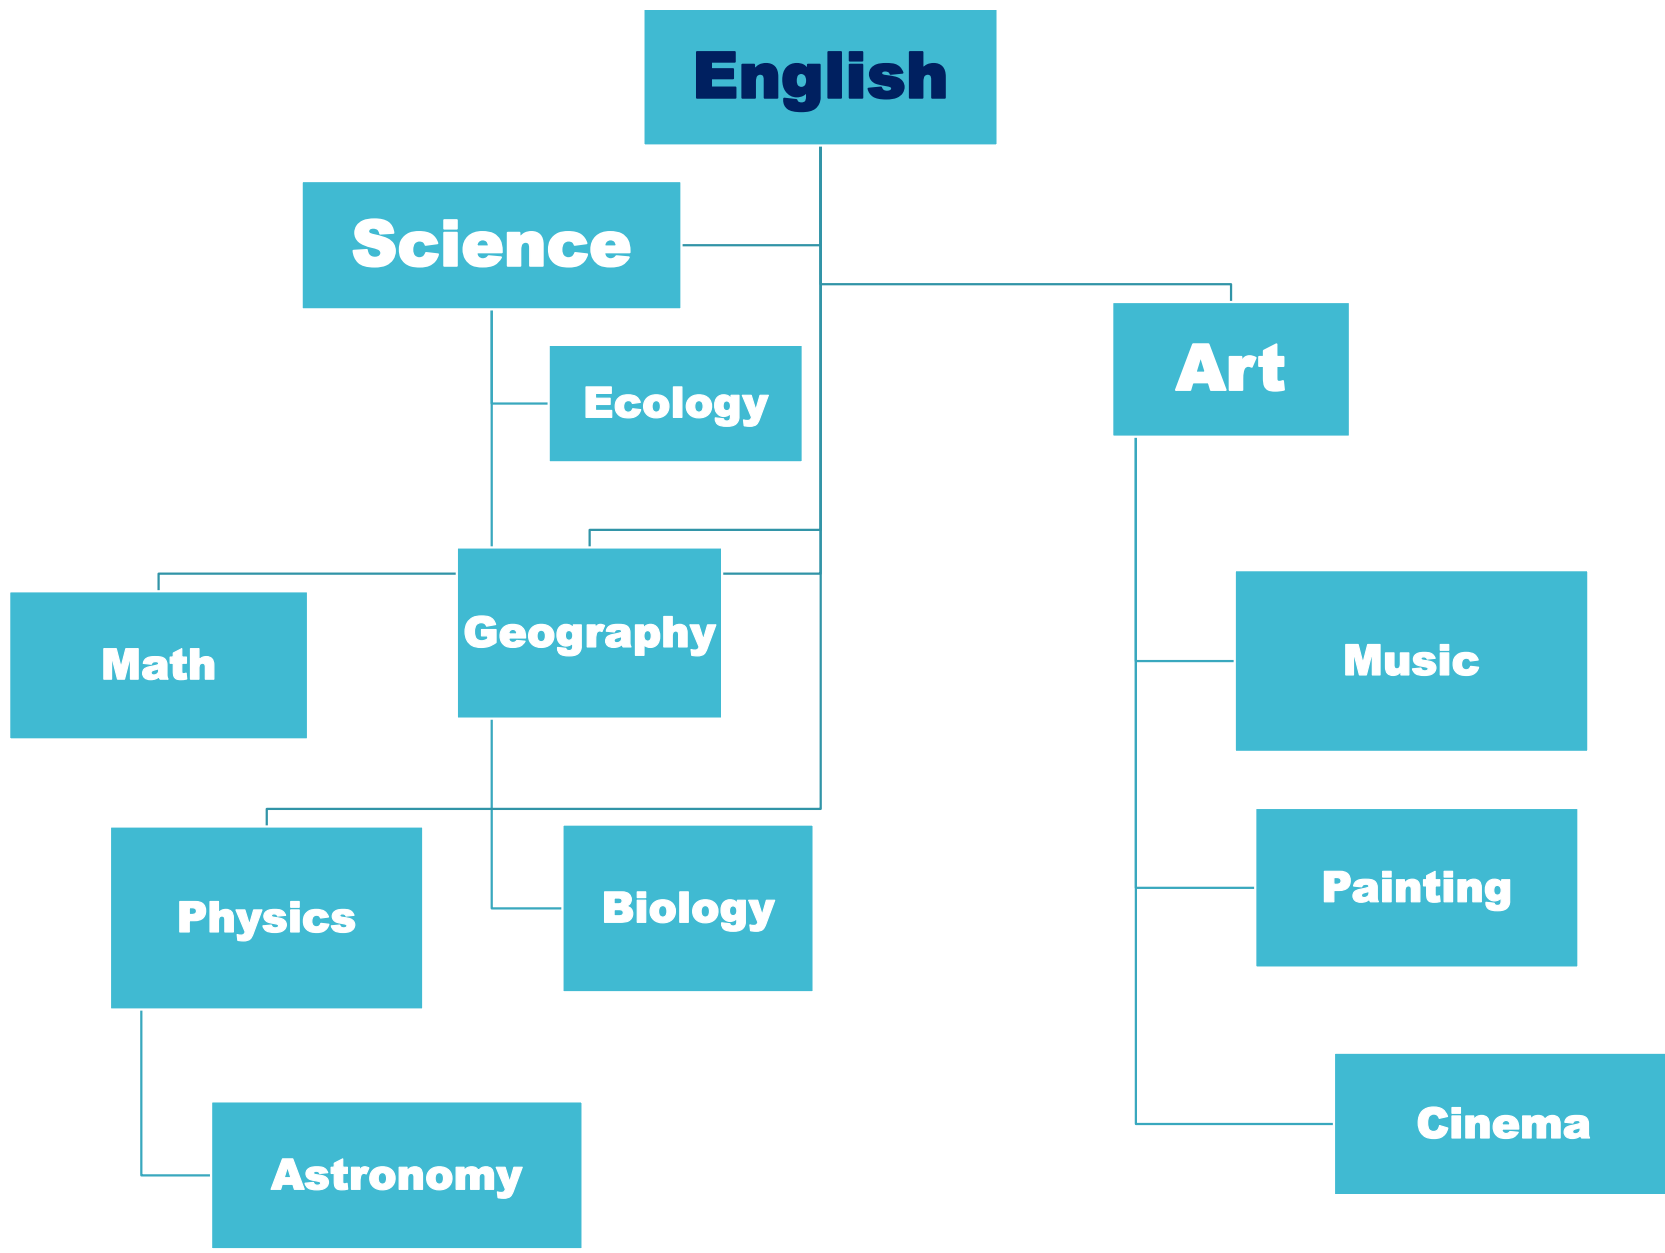 English
Science
Art
Ecology
Geography
Math
Music
Physics
Biology
Painting
Astronomy
Cinema